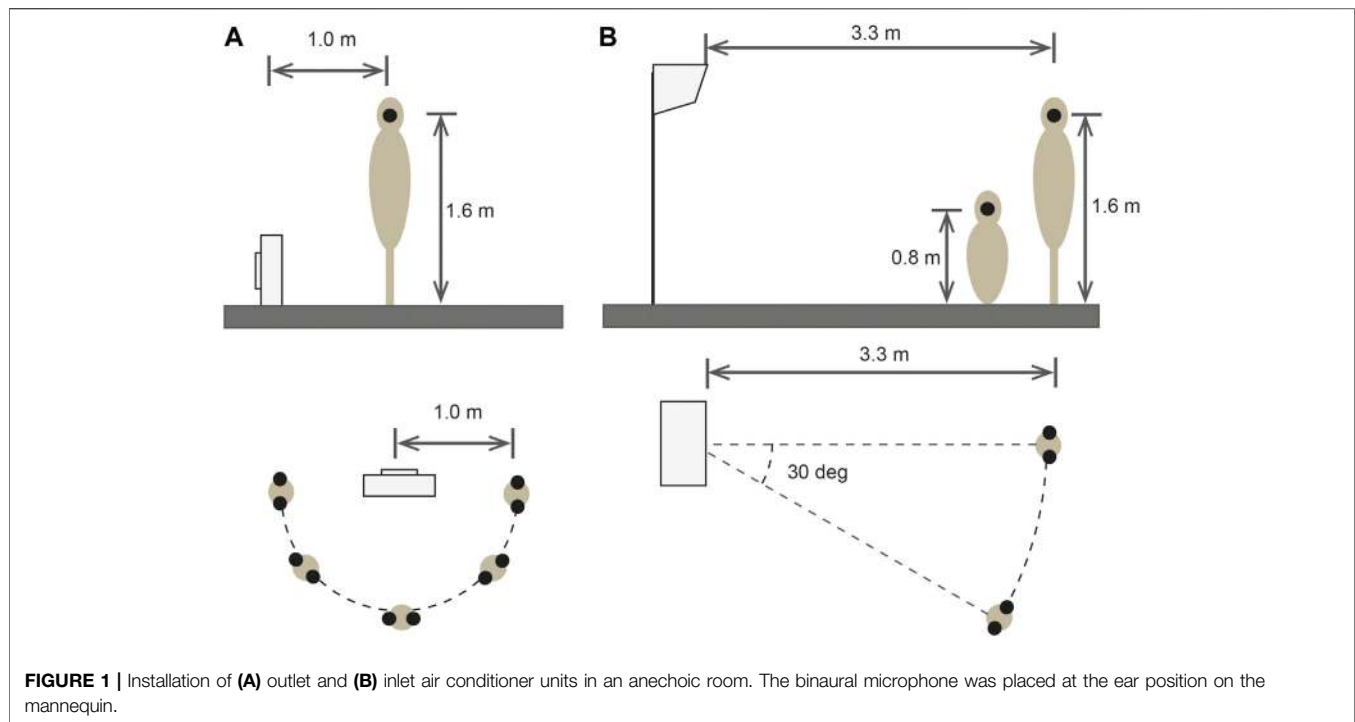 A
1.0 m
1.6 m
1.0 m
B
3.3 m
0.8 m
1.6 m
3.3 m
30 deg
FIGURE 1 | Installation of (A) outlet and (B) inlet air conditioner units in an anechoic room. The binaural microphone was placed at the ear position on the
mannequin.